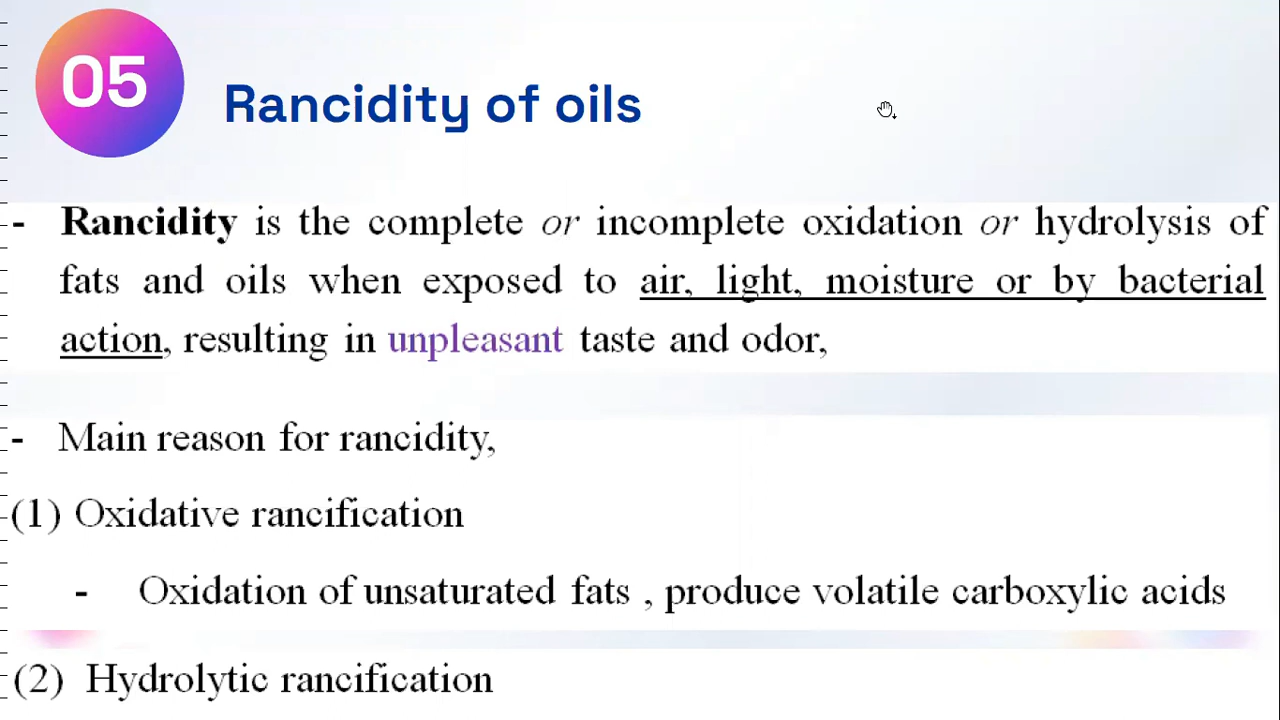 05
Rancidity of oils
- Rancidity is the complete or incomplete oxidation or hydrolysis of
fats and oils when exposed to air, light, moisture or by bacterial
action, resulting in unpleasant taste and odor,
- Main reason for rancidity,
(1) Oxidative rancification
- Oxidation of unsaturated fats , produce volatile carboxylic acids
(2) Hydrolytic rancification